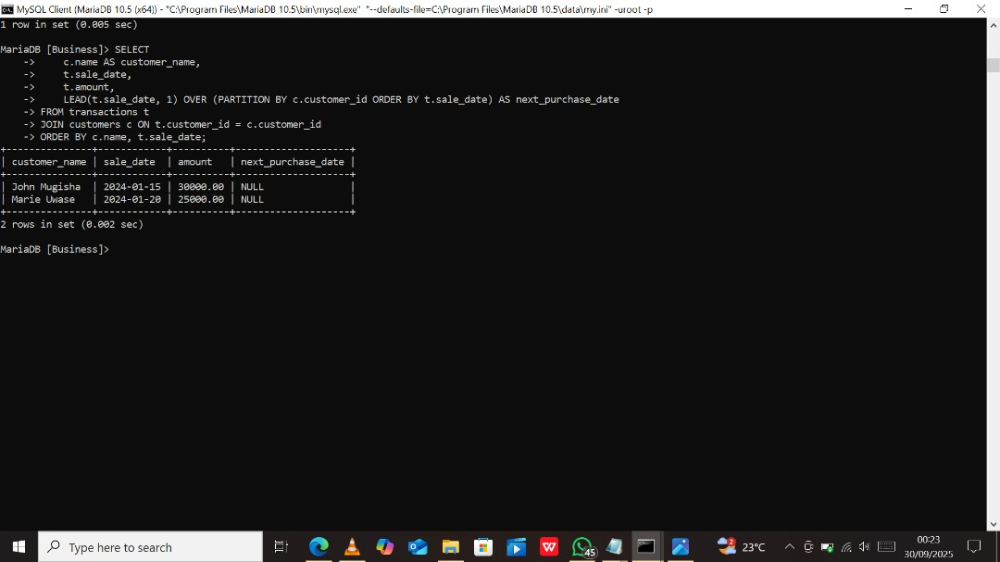 MySQL Client (MariaDB 10.5 (x64)) - "C:\Program Files\MariaDB 10.5\bin\mysql.exe" "--defaults-file=C:\Program Files\MariaDB 10.5\data\my.ini" -uroot -p
1 row in set (0.005 sec)
MariaDB [Business]> SELECT
    ->     c.name AS customer_name,
    ->     t.sale_date,
    ->     t.amount,
    ->     LEAD(t.sale_date, 1) OVER (PARTITION BY c.customer_id ORDER BY t.sale_date) AS next_purchase_date
    -> FROM transactions t
    -> JOIN customers c ON t.customer_id = c.customer_id
    -> ORDER BY c.name, t.sale_date;
+---------------+------------+----------+--------------------+
| customer_name | sale_date  | amount   | next_purchase_date |
+---------------+------------+----------+--------------------+
| John Mugisha  | 2024-01-15 | 30000.00 | NULL               |
| Marie Uwase   | 2024-01-20 | 25000.00 | NULL               |
+---------------+------------+----------+--------------------+
2 rows in set (0.002 sec)
MariaDB [Business]>
Type here to search
W
45
2
23°C
00:23
30/09/2025